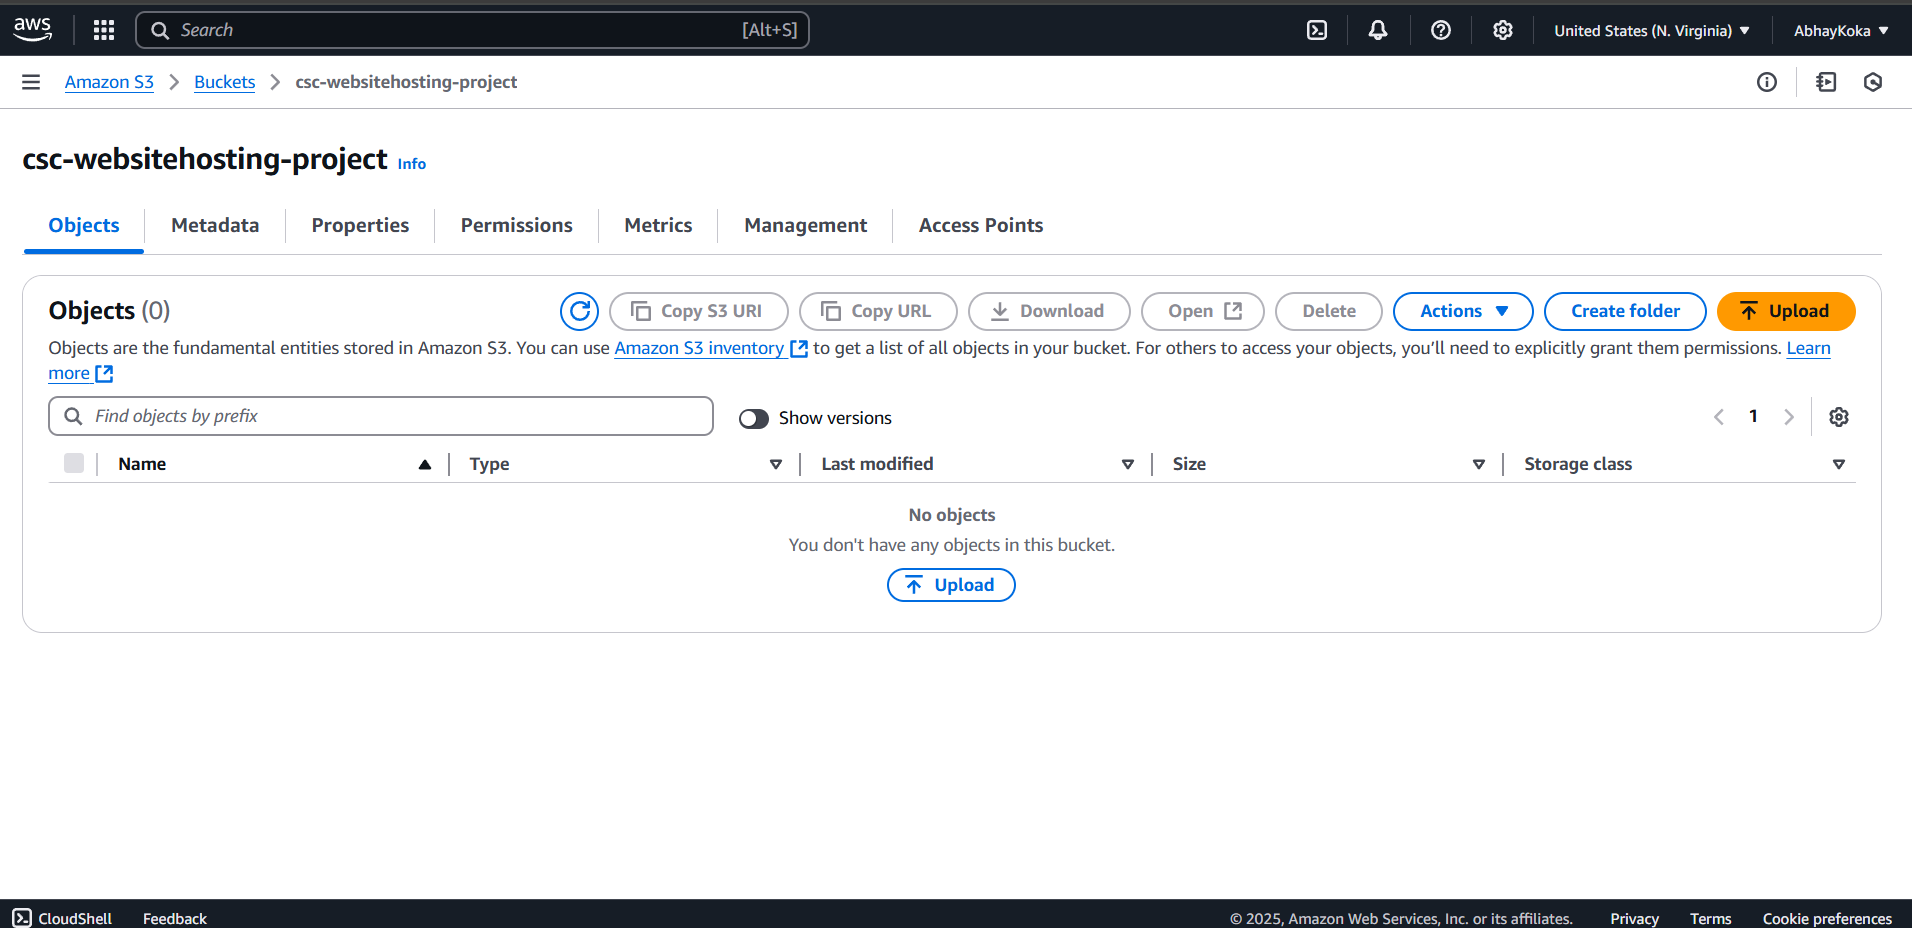 aws Search [Alt+S] United States (N. Virginia) AbhayKoka
Amazon S3 Buckets csc-websitehosting-project
csc-websitehosting-project Info
Objects Metadata Properties Permissions Metrics Management Access Points
Objects (0) Copy S3 URI Copy URL Download Open Delete Actions Create folder Upload
Objects are the fundamental entities stored in Amazon S3. You can use Amazon S3 inventory to get a list of all objects in your bucket. For others to access your objects, you’ll need to explicitly grant them permissions. Learn
more
Find objects by prefix Show versions 1
Name Type Last modified Size Storage class
No objects
You don't have any objects in this bucket.
Upload
CloudShell Feedback © 2025, Amazon Web Services, Inc. or its affiliates. Privacy Terms Cookie preferences